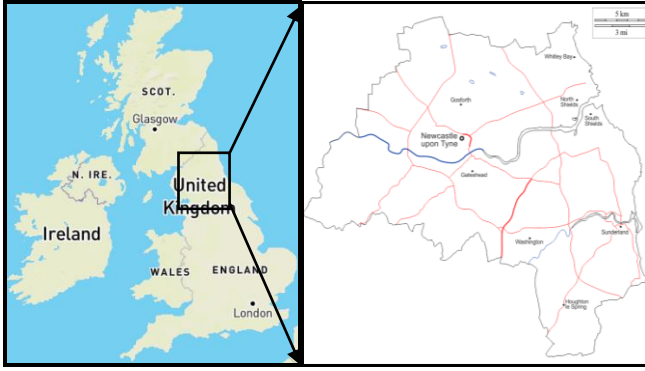 SCOT.
Glasgow
N. IRE.
United
Kingdom
Ireland
WALES
ENGLAND
London
5 km
3 mi
Whitley Bay
Gosforth
North
Shields
South
Shields
Newcastle
upon Tyne
Gateshead
Washington
Sunderland
Houghton
le Spring